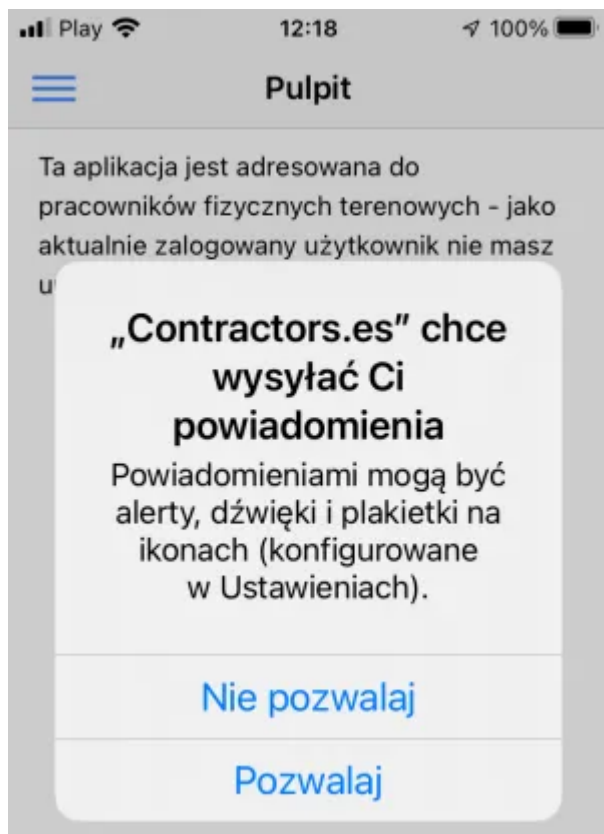 Play 12:18 100%
Pulpit
Ta aplikacja jest adresowana do
pracowników fizycznych terenowych - jako
aktualnie zalogowany użytkownik nie masz
„Contractors.es” chce
wysyłać Ci
powiadomienia
Powiadomieniami mogą być
alerty, dźwięki i plakietki na
ikonach (konfigurowane
w Ustawieniach).
Nie pozwalaj
Pozwalaj